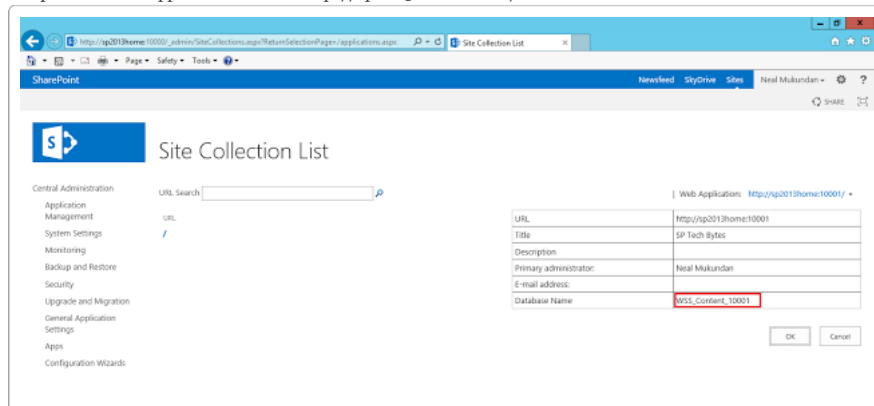 http://sp2013home:10000/_admin/SiteCollections.aspx?ReturnSelectionPage=/applications.aspx
Site Collection List
Page Safety Tools
SharePoint
Newsfeed SkyDrive Sites Neal Mukundan ?
SHARE
S
Site Collection List
Central Administration
Application Management
System Settings
Monitoring
Backup and Restore
Security
Upgrade and Migration
General Application Settings
Apps
Configuration Wizards
URL Search
URL
/
| Web Application: http://sp2013home:10001/
URL http://sp2013home:10001
Title SP Tech Bytes
Description
Primary administrator: Neal Mukundan
E-mail address:
Database Name WSS_Content_10001
OK Cancel